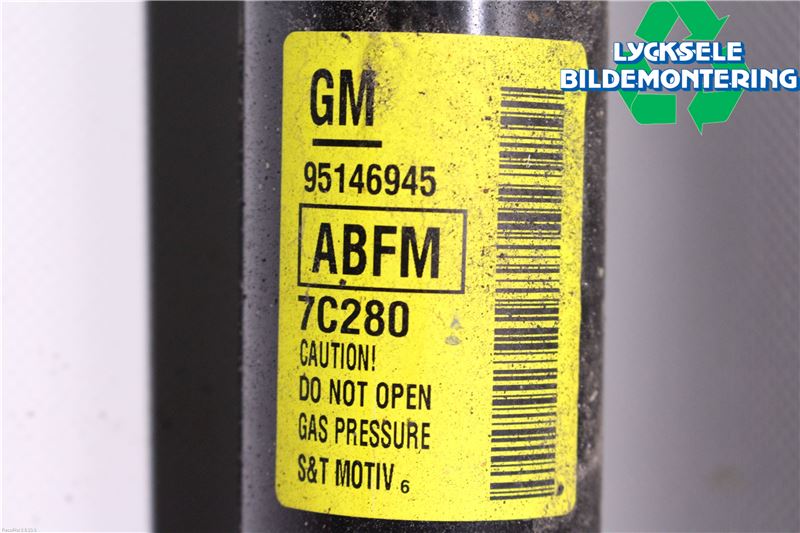 LYCKSELE
BILDEMONTERING
GM
95146945
ABFM
7C280
CAUTION!
DO NOT OPEN
GAS PRESSURE
S&T MOTIV 6